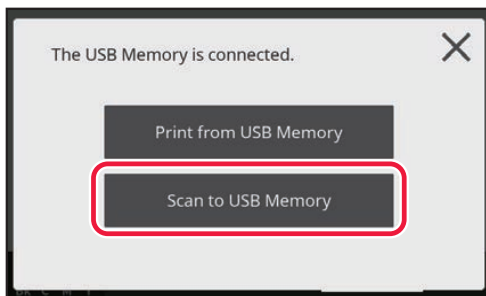 The USB Memory is connected.
Print from USB Memory
Scan to USB Memory